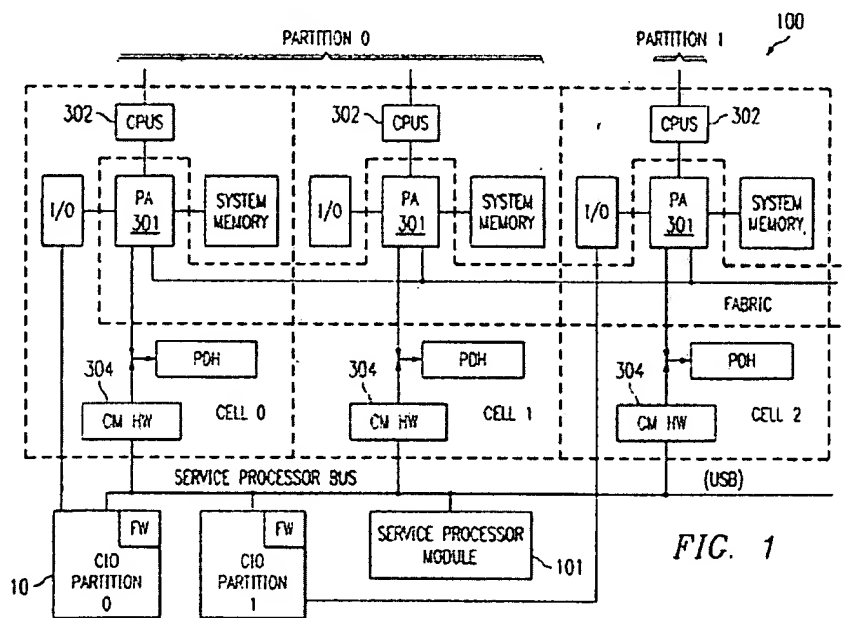 PARTITION 0
PARTITION 1
100
302
CPUS
302
CPUS
CPUS
302
I/O
PA
301
SYSTEM
MEMORY
I/O
PA
301
SYSTEM
MEMORY
I/O
PA
301
SYSTEM
MEMORY
FABRIC
PDH
PDH
PDH
304
CM HW
CELL 0
304
CM HW
CELL 1
304
CM HW
CELL 2
SERVICE PROCESSOR BUS
(USB)
10
FW
CIO
PARTITION
0
FW
CIO
PARTITION
1
SERVICE PROCESSOR
MODULE
101
FIG. 1